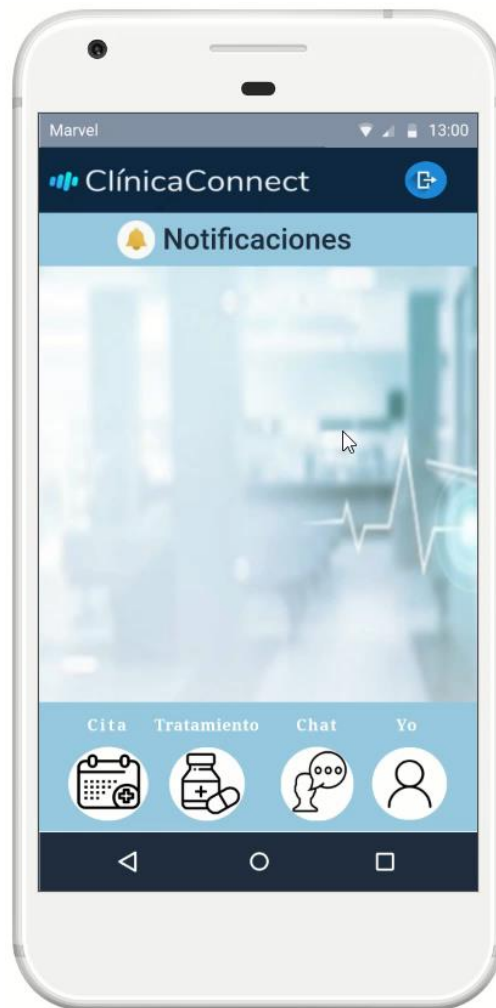 Marvel 13:00
ClínicaConnect
Notificaciones
Cita Tratamiento Chat Yo